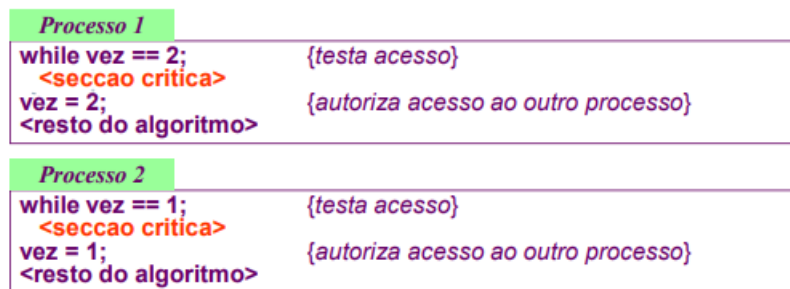 Processo 1
while vez == 2; {testa acesso}
<seccao critica>
vez = 2; {autoriza acesso ao outro processo}
<resto do algoritmo>
Processo 2
while vez == 1; {testa acesso}
<seccao critica>
vez = 1; {autoriza acesso ao outro processo}
<resto do algoritmo>